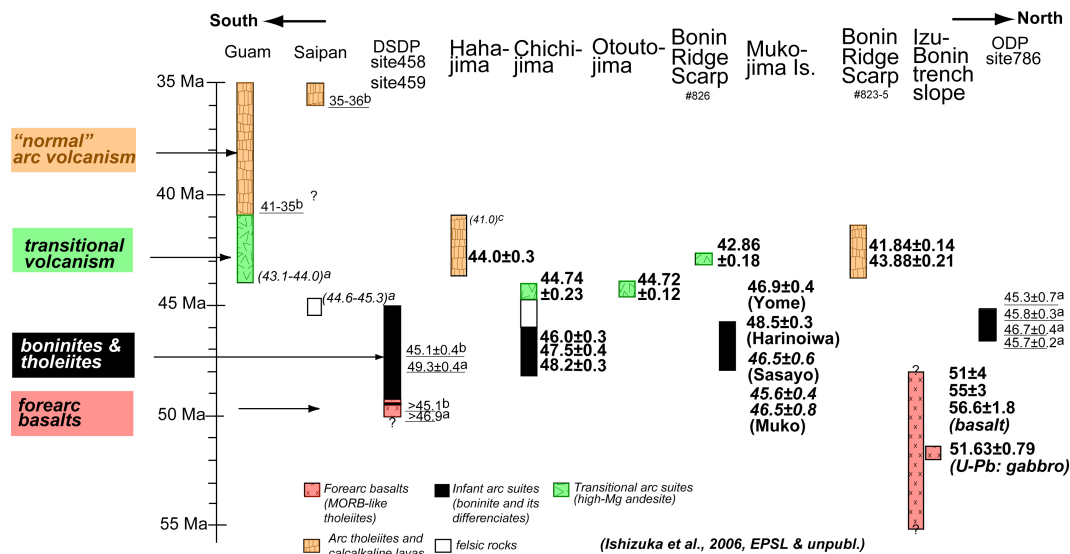 South
North
Guam
Saipan
DSDP
site458
site459
Haha-
jima
Chichi-
jima
Otouto-
jima
Bonin
Ridge
Scarp
#826
Muko-
jima Is.
Bonin
Ridge
Scarp
#823-5
Izu-
Bonin
trench
slope
ODP
site786
35 Ma
40 Ma
45 Ma
50 Ma
55 Ma
"normal"
arc volcanism
transitional
volcanism
boninites &
tholeiites
forearc
basalts
41-35b
(43.1-44.0)a
35-36b
?
(44.6-45.3)a
45.1±0.4b
49.3±0.4a
>45.1b
>46.9a
?
(41.0)c
44.0±0.3
44.74
±0.23
46.0±0.3
47.5±0.4
48.2±0.3
44.72
±0.12
42.86
±0.18
46.9±0.4
(Yome)
48.5±0.3
(Harinoiwa)
46.5±0.6
(Sasayo)
45.6±0.4
46.5±0.8
(Muko)
41.84±0.14
43.88±0.21
?
51±4
55±3
56.6±1.8
(basalt)
51.63±0.79
(U-Pb: gabbro)
?
45.3±0.7a
45.8±0.3a
46.7±0.4a
45.7±0.2a
Forearc basalts
(MORB-like
tholeiites)
Infant arc suites
(boninite and its
differenciates)
Transitional arc suites
(high-Mg andesite)
Arc tholeiites and
calcalkaline lavas
felsic rocks
(Ishizuka et al., 2006, EPSL & unpubl.)